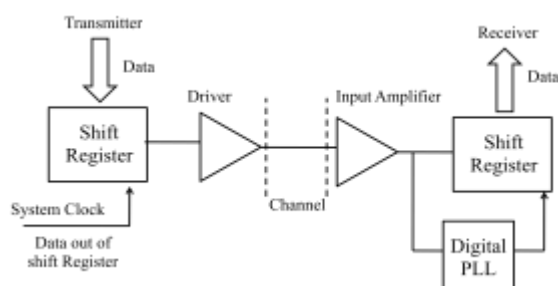 Transmitter
Data
Shift
Register
System Clock
Data out of
shift Register
Driver
Channel
Input Amplifier
Receiver
Data
Shift
Register
Digital
PLL